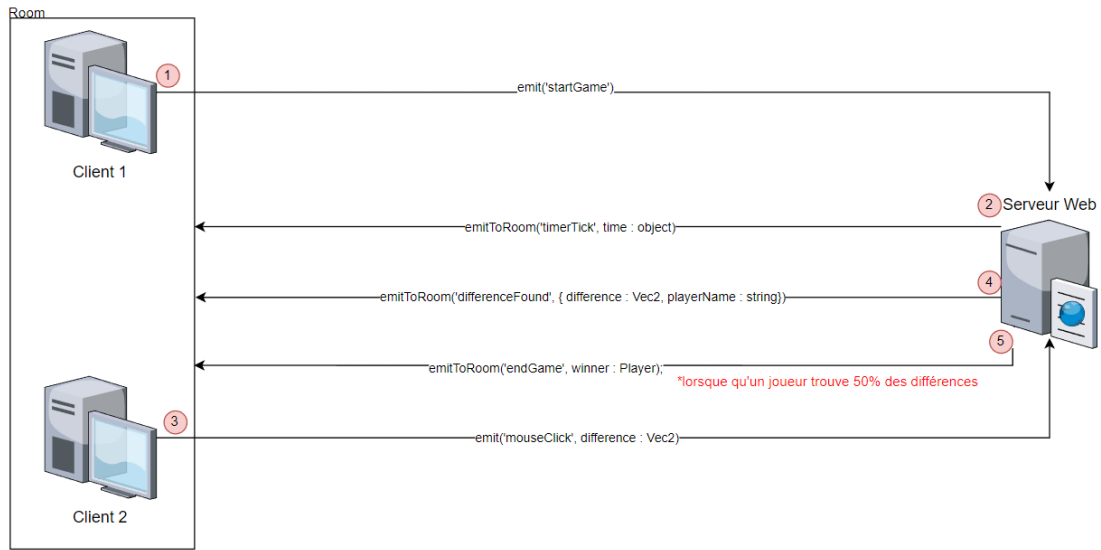 Room
1
emit('startGame')
Client 1
2
Serveur Web
emitToRoom('timerTick', time : object)
4
emitToRoom('differenceFound', { difference : Vec2, playerName : string})
5
emitToRoom('endGame', winner : Player);
*lorsque qu'un joueur trouve 50% des différences
3
emit('mouseClick', difference : Vec2)
Client 2